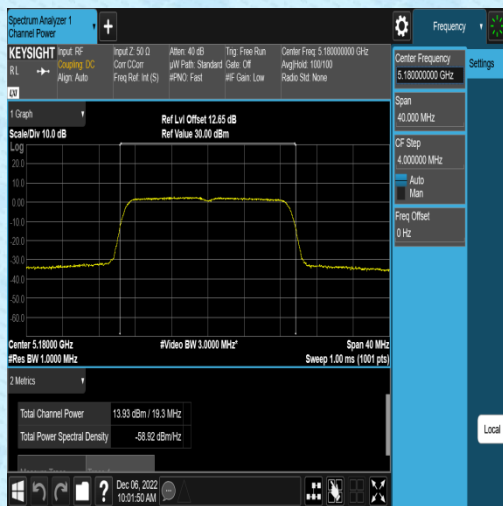 Spectrum Analyzer 1
Channel Power
Frequency
KEYSIGHT
Input: RF
Coupling: DC
Align: Auto
Input Z: 50 Ω
Corr CCorr
Freq Ref: Int (S)
Atten: 40 dB
µW Path: Standard
#PNO: Fast
Trig: Free Run
Gate: Off
#IF Gain: Low
Center Freq: 5.180000000 GHz
Avg|Hold: 100/100
Radio Std: None
R L
LXI
1 Graph
Scale/Div 10.0 dB
Ref Lvl Offset 12.65 dB
Ref Value 30.00 dBm
Log
20.0
10.0
0.00
-10.0
-20.0
-30.0
-40.0
-50.0
-60.0
Center 5.18000 GHz
#Video BW 3.0000 MHz*
Span 40 MHz
#Res BW 1.0000 MHz
Sweep 1.00 ms (1001 pts)
2 Metrics
Total Channel Power
13.93 dBm / 19.3 MHz
Total Power Spectral Density
-58.92 dBm/Hz
Dec 06, 2022
10:01:50 AM
Center Frequency
5.180000000 GHz
Settings
Span
40.000 MHz
CF Step
4.000000 MHz
Auto
Man
Freq Offset
0 Hz
Local